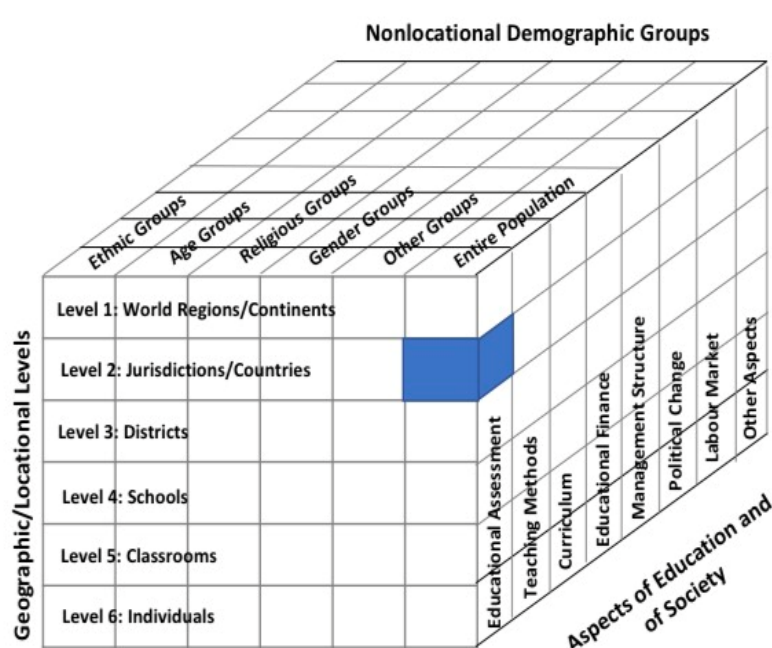 Nonlocational Demographic Groups
Ethnic Groups
Age Groups
Religious Groups
Gender Groups
Other Groups
Entire Population
Geographic/Locational Levels
Level 1: World Regions/Continents
Level 2: Jurisdictions/Countries
Level 3: Districts
Level 4: Schools
Level 5: Classrooms
Level 6: Individuals
Educational Assessment
Teaching Methods
Curriculum
Educational Finance
Management Structure
Political Change
Labour Market
Other Aspects
Aspects of Education and
of Society